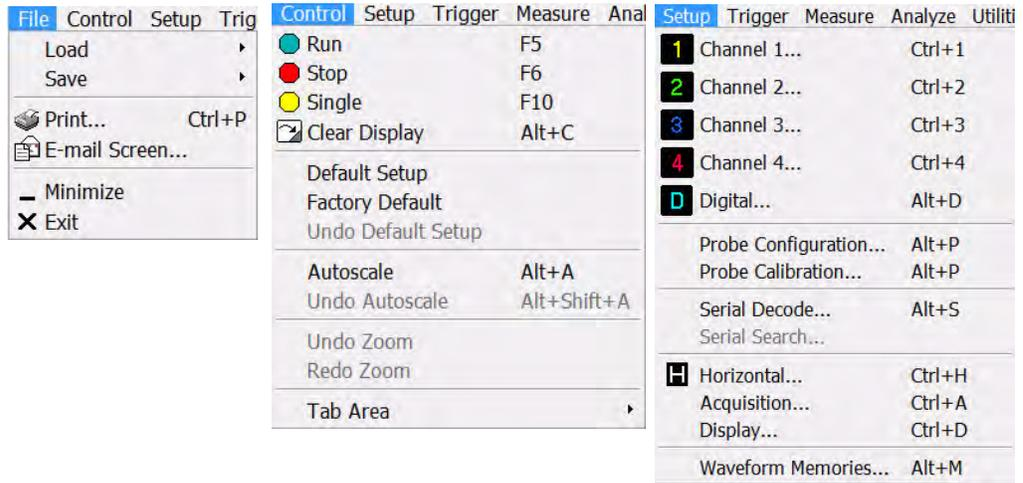 File Control Setup Trig
Load
Save
Print... Ctrl+P
E-mail Screen...
Minimize
Exit
Control Setup Trigger Measure Anal
Run F5
Stop F6
Single F10
Clear Display Alt+C
Default Setup
Factory Default
Undo Default Setup
Autoscale Alt+A
Undo Autoscale Alt+Shift+A
Undo Zoom
Redo Zoom
Tab Area
Setup Trigger Measure Analyze Utiliti
1 Channel 1... Ctrl+1
2 Channel 2... Ctrl+2
3 Channel 3... Ctrl+3
4 Channel 4... Ctrl+4
D Digital... Alt+D
Probe Configuration... Alt+P
Probe Calibration... Alt+P
Serial Decode... Alt+S
Serial Search...
H Horizontal... Ctrl+H
Acquisition... Ctrl+A
Display... Ctrl+D
Waveform Memories... Alt+M